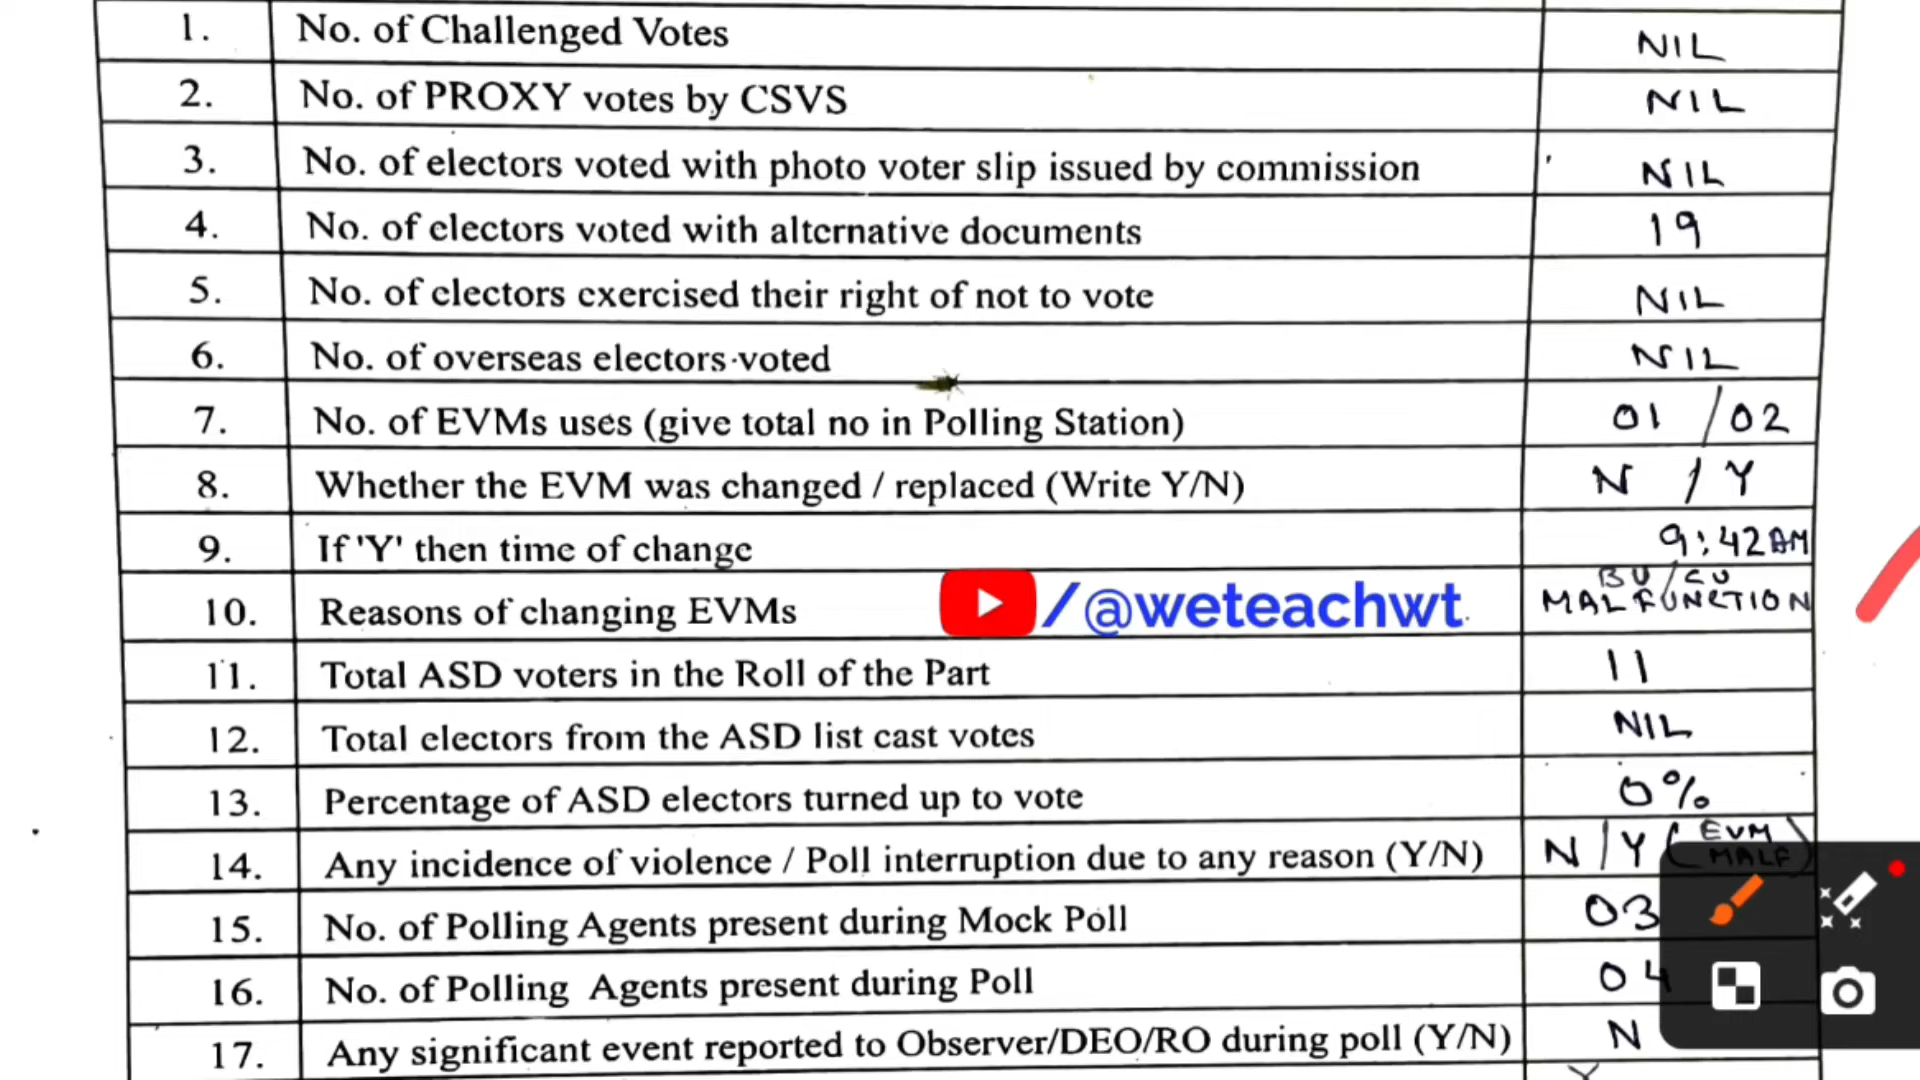 1. No. of Challenged Votes NIL
2. No. of PROXY votes by CSVS NIL
3. No. of electors voted with photo voter slip issued by commission NIL
4. No. of electors voted with alternative documents 19
5. No. of electors exercised their right of not to vote NIL
6. No. of overseas electors voted NIL
7. No. of EVMs uses (give total no in Polling Station) 01 / 02
8. Whether the EVM was changed / replaced (Write Y/N) N / Y
9. If 'Y' then time of change 9:42 AM
10. Reasons of changing EVMs /@weteachwt BU/CU
MALFUNCTION
11. Total ASD voters in the Roll of the Part 11
12. Total electors from the ASD list cast votes NIL
13. Percentage of ASD electors turned up to vote 0%
14. Any incidence of violence / Poll interruption due to any reason (Y/N) N / Y (EVM
MALF)
15. No. of Polling Agents present during Mock Poll 03
16. No. of Polling Agents present during Poll 04
17. Any significant event reported to Observer/DEO/RO during poll (Y/N) N